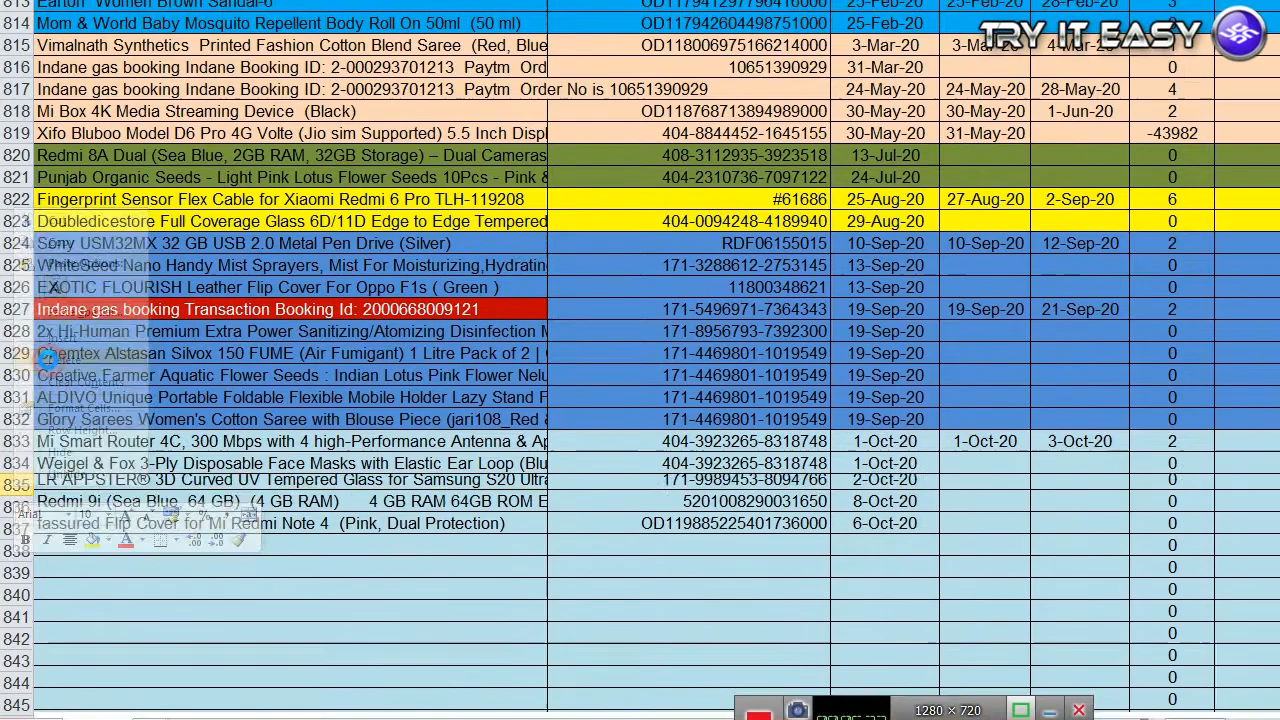 813 Earton Women Brown Sandal-6 OD117941297796416000 25-Feb-20 25-Feb-20 28-Feb-20 3
814 Mom & World Baby Mosquito Repellent Body Roll On 50ml (50 ml) OD117942604498751000 25-Feb-20
TRY IT EASY
815 Vimalnath Synthetics Printed Fashion Cotton Blend Saree (Red, Blue OD118006975166214000 3-Mar-20 3-Mar-20 4-Mar-20
816 Indane gas booking Indane Booking ID: 2-000293701213 Paytm Ord 10651390929 31-Mar-20 0
817 Indane gas booking Indane Booking ID: 2-000293701213 Paytm Order No is 10651390929 24-May-20 24-May-20 28-May-20 4
818 Mi Box 4K Media Streaming Device (Black) OD118768713894989000 30-May-20 30-May-20 1-Jun-20 2
819 Xifo Bluboo Model D6 Pro 4G Volte (Jio sim Supported) 5.5 Inch Displ 404-8844452-1645155 30-May-20 31-May-20 -43982
820 Redmi 8A Dual (Sea Blue, 2GB RAM, 32GB Storage) – Dual Cameras 408-3112935-3923518 13-Jul-20 0
821 Punjab Organic Seeds - Light Pink Lotus Flower Seeds 10Pcs - Pink & 404-2310736-7097122 24-Jul-20 0
822 Fingerprint Sensor Flex Cable for Xiaomi Redmi 6 Pro TLH-119208 #61686 25-Aug-20 27-Aug-20 2-Sep-20 6
823 Doubledicestore Full Coverage Glass 6D/11D Edge to Edge Tempered 404-0094248-4189940 29-Aug-20 0
824 Sony USM32MX 32 GB USB 2.0 Metal Pen Drive (Silver) RDF06155015 10-Sep-20 10-Sep-20 12-Sep-20 2
825 WhiteSeed Nano Handy Mist Sprayers, Mist For Moisturizing,Hydrating 171-3288612-2753145 13-Sep-20 0
826 EXOTIC FLOURISH Leather Flip Cover For Oppo F1s ( Green ) 11800348621 13-Sep-20 0
827 Indane gas booking Transaction Booking Id: 2000668009121 171-5496971-7364343 19-Sep-20 19-Sep-20 21-Sep-20 2
Insert
828 2x Hi-Human Premium Extra Power Sanitizing/Atomizing Disinfection M 171-8956793-7392300 19-Sep-20 0
829 Chemtex Alstasan Silvox 150 FUME (Air Fumigant) 1 Litre Pack of 2 | 171-4469801-1019549 19-Sep-20 0
Delete
830 Creative Farmer Aquatic Flower Seeds : Indian Lotus Pink Flower Nelu 171-4469801-1019549 19-Sep-20 0
Clear Contents
831 ALDIVO Unique Portable Foldable Flexible Mobile Holder Lazy Stand F 171-4469801-1019549 19-Sep-20 0
Format Cells...
832 Glory Sarees Women's Cotton Saree with Blouse Piece (jari108_Red & 171-4469801-1019549 19-Sep-20 0
Row Height...
833 Mi Smart Router 4C, 300 Mbps with 4 high-Performance Antenna & Ap 404-3923265-8318748 1-Oct-20 1-Oct-20 3-Oct-20 2
Hide
834 Weigel & Fox 3-Ply Disposable Face Masks with Elastic Ear Loop (Blu 404-3923265-8318748 1-Oct-20 0
835 LR APPSTER® 3D Curved UV Tempered Glass for Samsung S20 Ultra 171-9989453-8094766 2-Oct-20 0
836 Redmi 9i (Sea Blue, 64 GB) (4 GB RAM) 4 GB RAM 64GB ROM E 5201008290031650 8-Oct-20 0
Arial 10
837 fassured Flip Cover for Mi Redmi Note 4 (Pink, Dual Protection) OD119885225401736000 6-Oct-20 0
B I A
838 0
839 0
840 0
841 0
842 0
843 0
844 0
845 0
1280 × 720